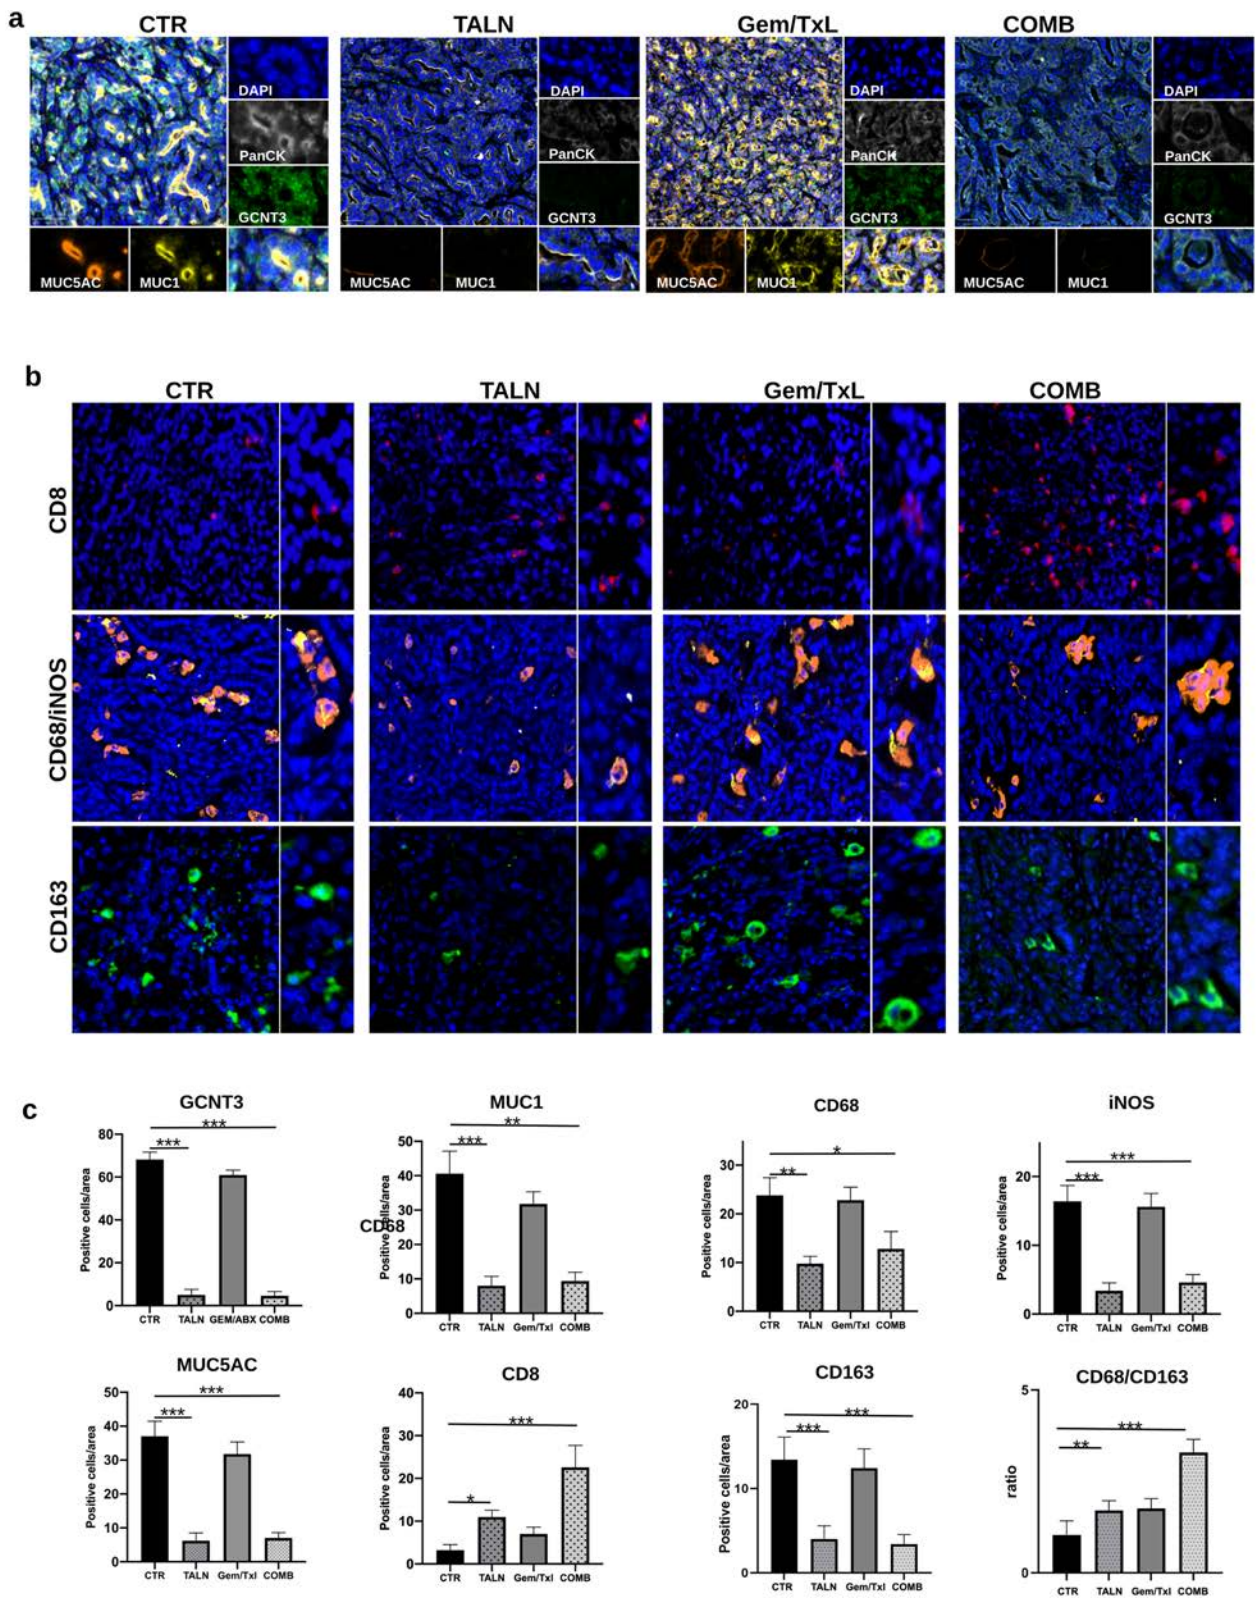 a
CTR TALN Gem/TxL COMB
DAPI DAPI DAPI DAPI
PanCK PanCK PanCK PanCK
GCNT3 GCNT3 GCNT3 GCNT3
MUC5AC MUC1 MUC5AC MUC1 MUC5AC MUC1 MUC5AC MUC1
b
CTR TALN Gem/TxL COMB
CD8
CD68/iNOS
CD163
c
GCNT3
***
***
80
60
40
20
0
Positive cells/area
CTR TALN GEM/ABX COMB
MUC1
**
***
50
40
30
20
10
0
Positive cells/area
CD68
CTR TALN Gem/Txl COMB
CD68
*
**
30
20
10
0
Positive cells/area
CTR TALN Gem/Txl COMB
iNOS
***
***
20
10
0
Positive cells/area
CTR TALN Gem/Txl COMB
MUC5AC
***
***
50
40
30
20
10
0
Positive cells/area
CTR TALN Gem/Txl COMB
CD8
***
*
40
30
20
10
0
Positive cells/area
CTR TALN Gem/Txl COMB
CD163
***
***
20
10
0
Positive cells/area
CTR TALN Gem/Txl COMB
CD68/CD163
***
**
5
0
ratio
CTR TALN Gem/Txl COMB